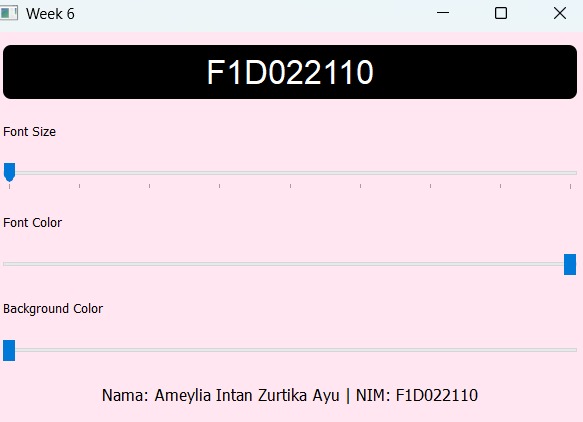 Week 6
F1D022110
Font Size
Font Color
Background Color
Nama: Ameylia Intan Zurtika Ayu | NIM: F1D022110